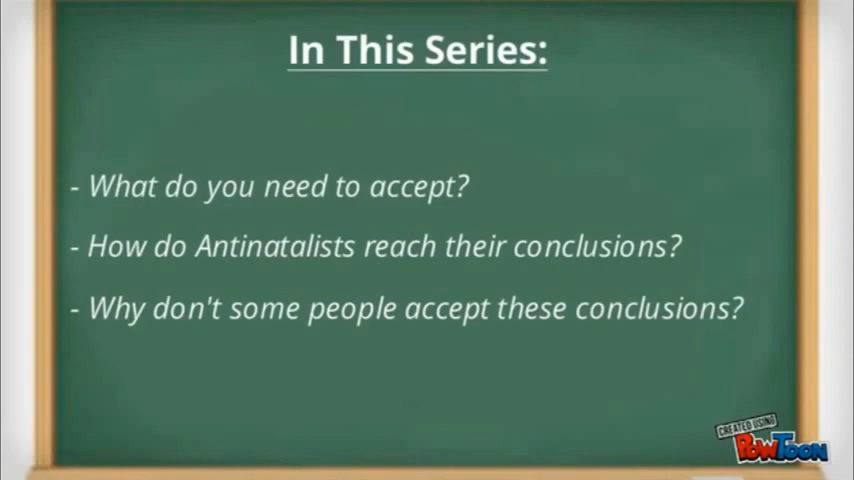 In This Series:
- What do you need to accept?
- How do Antinatalists reach their conclusions?
- Why don't some people accept these conclusions?
CREATED USING
POWTOON